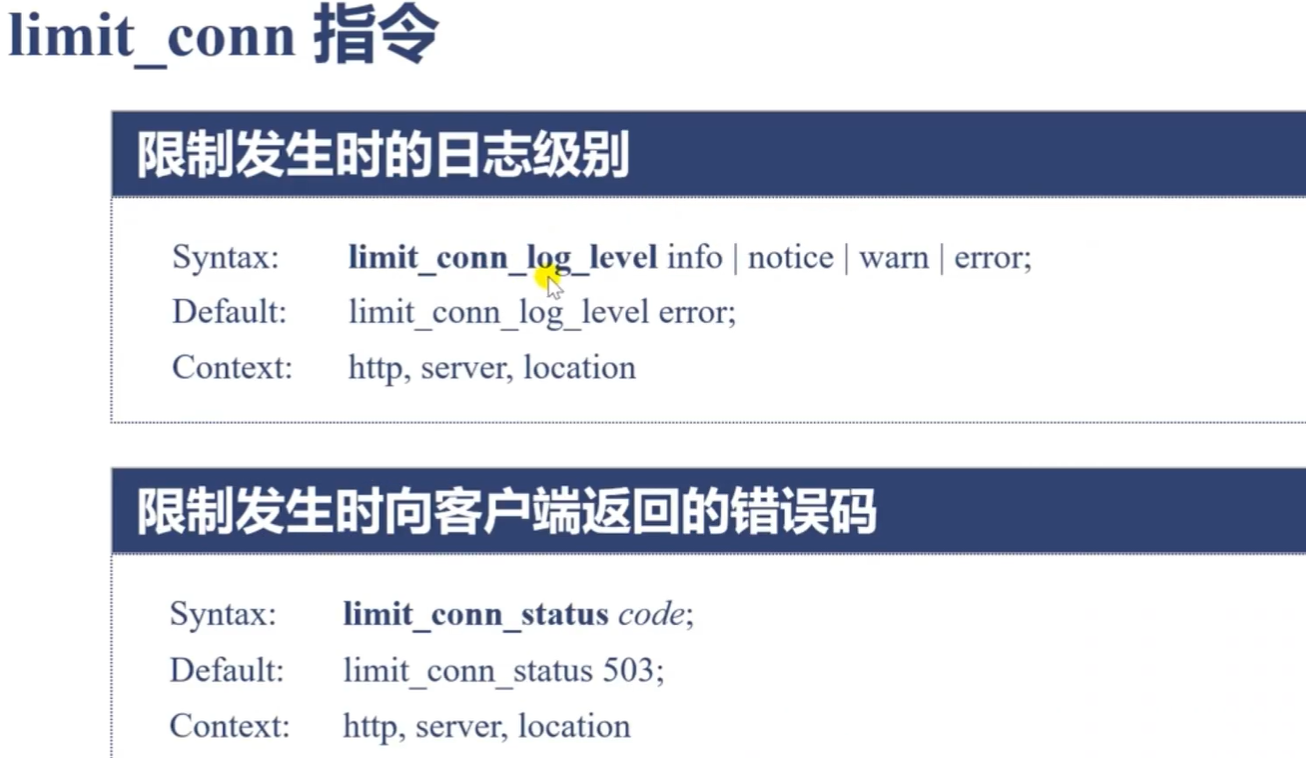 limit_conn 指令
限制发生时的日志级别
Syntax: limit_conn_log_level info | notice | warn | error;
Default: limit_conn_log_level error;
Context: http, server, location
限制发生时向客户端返回的错误码
Syntax: limit_conn_status code;
Default: limit_conn_status 503;
Context: http, server, location